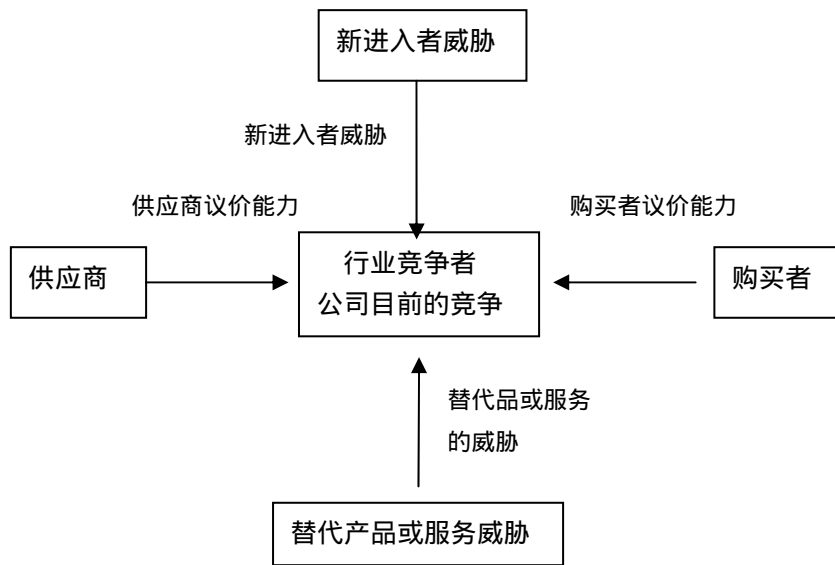 新进入者威胁
新进入者威胁
供应商议价能力
购买者议价能力
供应商
行业竞争者
公司目前的竞争
购买者
替代品或服务
的威胁
替代产品或服务威胁